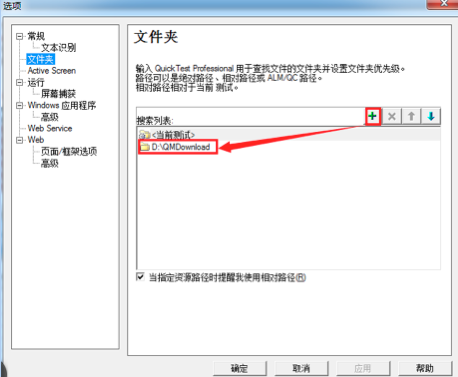 选项
常规
文本识别
文件夹
Active Screen
运行
屏幕捕获
Windows 应用程序
高级
Web Service
Web
页面/框架选项
高级
文件夹
输入 QuickTest Professional 用于查找文件的文件夹并设置文件夹优先级。
路径可以是绝对路径、相对路径或 ALM/QC 路径。
相对路径相对于当前 测试。
搜索列表:
<当前测试>
D:\QMDownload
当指定资源路径时提醒我使用相对路径(R)
确定 取消 应用 帮助